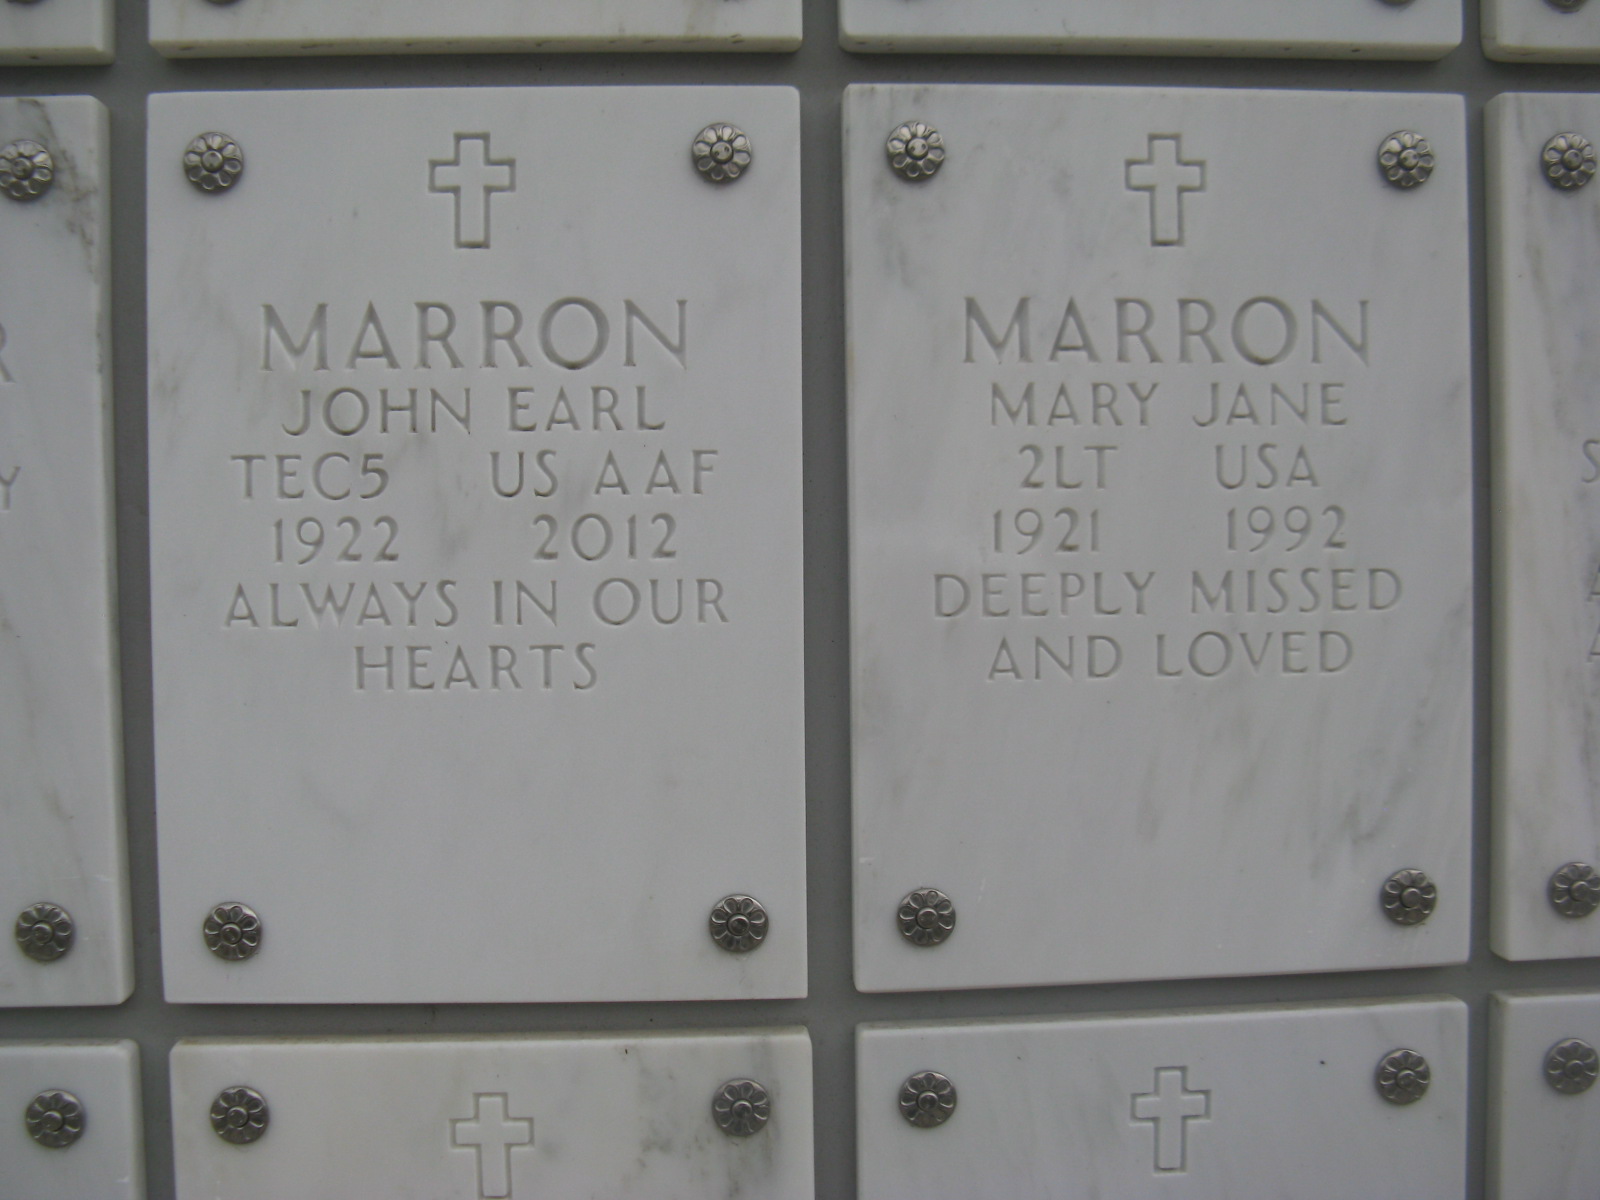 MARRON
JOHN EARL
TEC5 US AAF
1922 2012
ALWAYS IN OUR
HEARTS
MARRON
MARY JANE
2LT USA
1921 1992
DEEPLY MISSED
AND LOVED